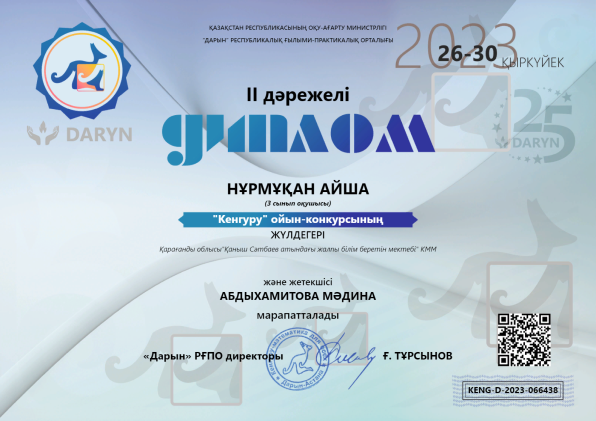 ҚАЗАҚСТАН РЕСПУБЛИКАСЫНЫҢ ОҚУ-АҒАРТУ МИНИСТРЛІГІ
"ДАРЫН" РЕСПУБЛИКАЛЫҚ ҒЫЛЫМИ-ПРАКТИКАЛЫҚ ОРТАЛЫҒЫ
2023
26-30
ҚЫРКҮЙЕК
DARYN
25
DARYN
II дәрежелі
ДИПЛОМ
НҰРМҰҚАН АЙША
(3 сынып оқушысы)
"Кенгуру" ойын-конкурсының
ЖҮЛДЕГЕРІ
Қарағанды облысы"Қаныш Сәтбаев атындағы жалпы білім беретін мектебі" КММ
және жетекшісі
АБДЫХАМИТОВА МӘДИНА
марапатталады
«Дарын» РҒПО директоры
Ғ. ТҰРСЫНОВ
KENG-D-2023-066438